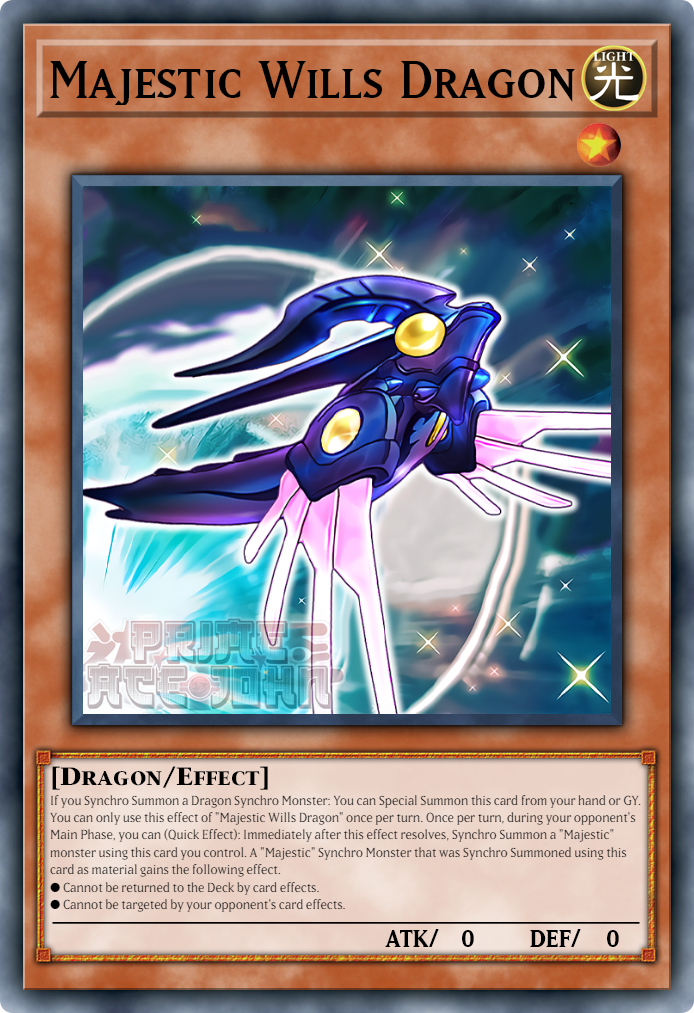 Majestic Wills Dragon
LIGHT
光
PRIME
ACE JOHN
[Dragon/Effect]
If you Synchro Summon a Dragon Synchro Monster: You can Special Summon this card from your hand or GY.
You can only use this effect of "Majestic Wills Dragon" once per turn. Once per turn, during your opponent's
Main Phase, you can (Quick Effect): Immediately after this effect resolves, Synchro Summon a "Majestic"
monster using this card you control. A "Majestic" Synchro Monster that was Synchro Summoned using this
card as material gains the following effect.
● Cannot be returned to the Deck by card effects.
● Cannot be targeted by your opponent's card effects.
ATK/ 0 DEF/ 0